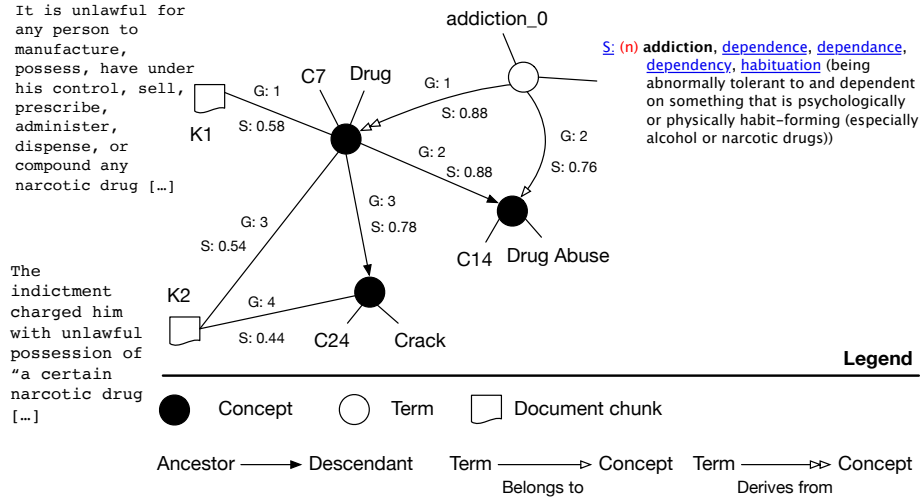 It is unlawful for
any person to
manufacture,
possess, have under
his control, sell,
prescribe,
administer,
dispense, or
compound any
narcotic drug […]
K1
G: 1
S: 0.58
C7
Drug
addiction_0
G: 1
S: 0.88
S: (n) addiction, dependence, dependance,
dependency, habituation (being
abnormally tolerant to and dependent
on something that is psychologically
or physically habit-forming (especially
alcohol or narcotic drugs))
G: 2
S: 0.88
G: 2
S: 0.76
C14
Drug Abuse
G: 3
S: 0.78
G: 3
S: 0.54
The
indictment
charged him
with unlawful
possession of
“a certain
narcotic drug
[…]
K2
G: 4
S: 0.44
C24
Crack
Legend
Concept
Term
Document chunk
Ancestor
Descendant
Term
Concept
Belongs to
Term
Concept
Derives from